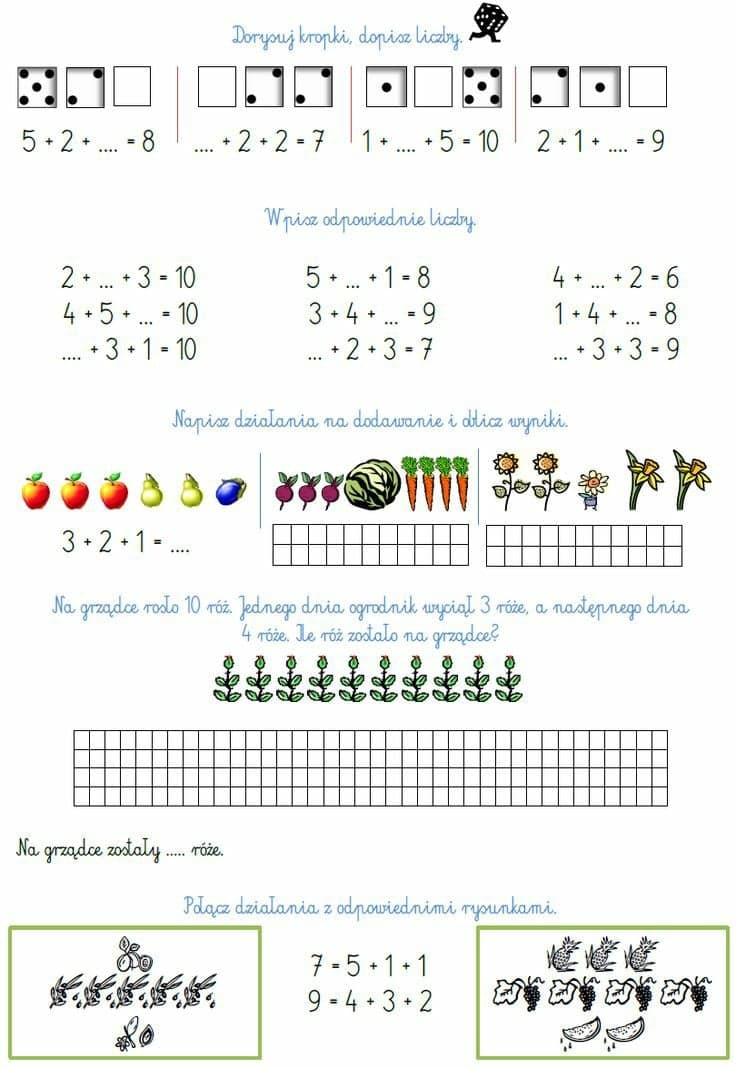 Dorysuj kropki, dopisz liczby.
5 + 2 + .... = 8 .... + 2 + 2 = 7 1 + .... + 5 = 10 2 + 1 + .... = 9
Wpisz odpowiednie liczby.
2 + ... + 3 = 10 5 + ... + 1 = 8 4 + ... + 2 = 6
4 + 5 + ... = 10 3 + 4 + ... = 9 1 + 4 + ... = 8
.... + 3 + 1 = 10 ... + 2 + 3 = 7 ... + 3 + 3 = 9
Napisz działania na dodawanie i oblicz wyniki.
3 + 2 + 1 = ....
Na grządce rosło 10 róż. Jednego dnia ogrodnik wyciął 3 róże, a następnego dnia
4 róże. Ile róż zostało na grządce?
Na grządce zostały ..... róże.
Połącz działania z odpowiednimi rysunkami.
7 = 5 + 1 + 1
9 = 4 + 3 + 2